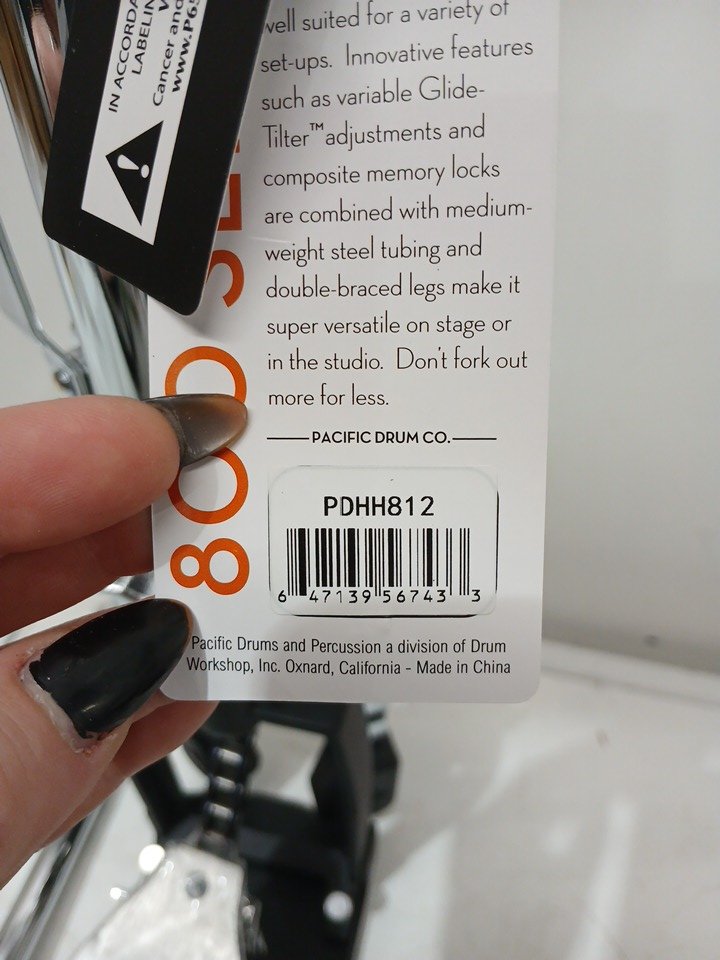 IN ACCORDA
LABELIN
Cancer and
www.P65
well suited for a variety of
set-ups. Innovative features
such as variable Glide-
Tilter™ adjustments and
composite memory locks
are combined with medium-
weight steel tubing and
double-braced legs make it
super versatile on stage or
in the studio. Don't fork out
more for less.
PACIFIC DRUM CO.
800 SE
PDHH812
6 47139 56743 3
Pacific Drums and Percussion a division of Drum
Workshop, Inc. Oxnard, California - Made in China